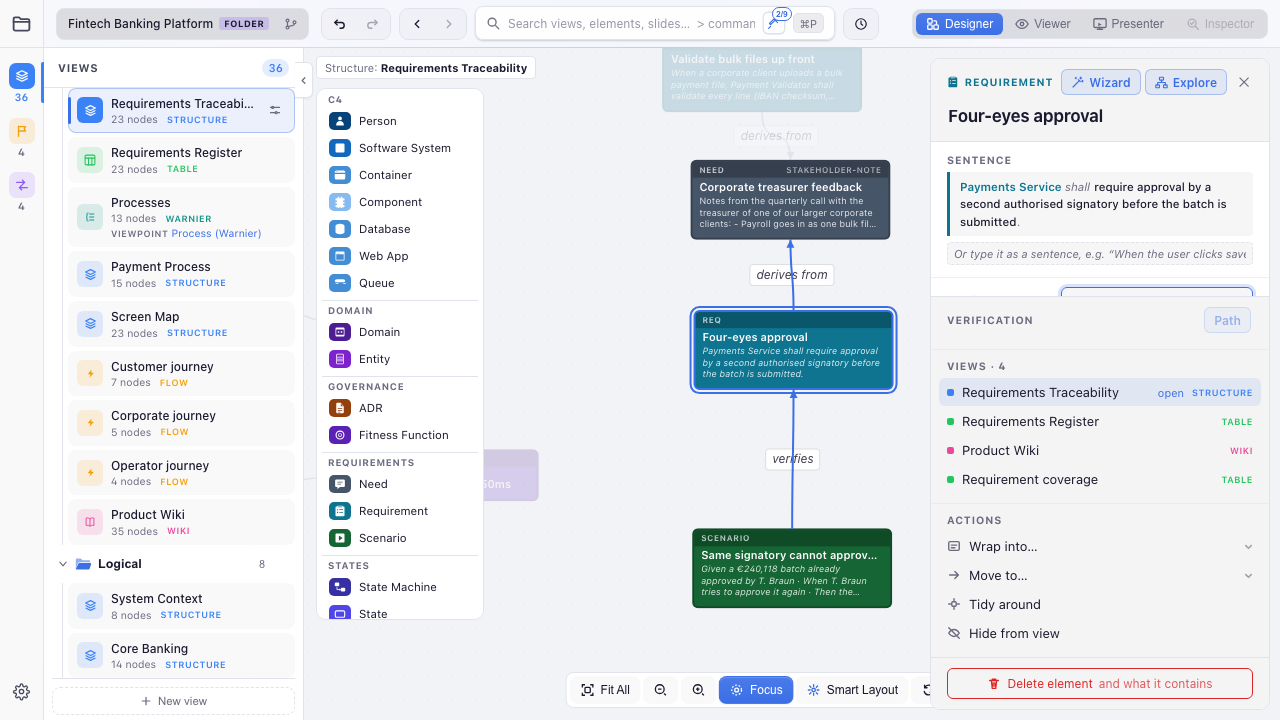 Fintech Banking Platform FOLDER
Search views, elements, slides... > comman 2/9 ⌘P
Designer Viewer Presenter Inspector
36
4
4
VIEWS 36
Requirements Traceabi...
23 nodes STRUCTURE
Requirements Register
23 nodes TABLE
Processes
13 nodes WARNIER
VIEWPOINT Process (Warnier)
Payment Process
15 nodes STRUCTURE
Screen Map
23 nodes STRUCTURE
Customer journey
7 nodes FLOW
Corporate journey
5 nodes FLOW
Operator journey
4 nodes FLOW
Product Wiki
35 nodes WIKI
Logical 8
System Context
8 nodes STRUCTURE
Core Banking
14 nodes STRUCTURE
+ New view
Structure: Requirements Traceability
C4
Person
Software System
Container
Component
Database
Web App
Queue
DOMAIN
Domain
Entity
GOVERNANCE
ADR
Fitness Function
REQUIREMENTS
Need
Requirement
Scenario
STATES
State Machine
State
Validate bulk files up front
When a corporate client uploads a bulk
payment file, Payment Validator shall
validate every line (IBAN checksum,...
derives from
NEED STAKEHOLDER-NOTE
Corporate treasurer feedback
Notes from the quarterly call with the
treasurer of one of our larger corporate
clients: - Payroll goes in as one bulk fil...
derives from
REQ
Four-eyes approval
Payments Service shall require approval
by a second authorised signatory before
the batch is submitted.
50ms
verifies
SCENARIO
Same signatory cannot approv...
Given a €240,118 batch already
approved by T. Braun · When T. Braun
tries to approve it again · Then the...
Fit All Focus Smart Layout
REQUIREMENT Wizard Explore
Four-eyes approval
SENTENCE
Payments Service shall require approval by a
second authorised signatory before the batch is
submitted.
Or type it as a sentence, e.g. “When the user clicks save
VERIFICATION Path
VIEWS · 4
Requirements Traceability open STRUCTURE
Requirements Register TABLE
Product Wiki WIKI
Requirement coverage TABLE
ACTIONS
Wrap into...
Move to...
Tidy around
Hide from view
Delete element and what it contains